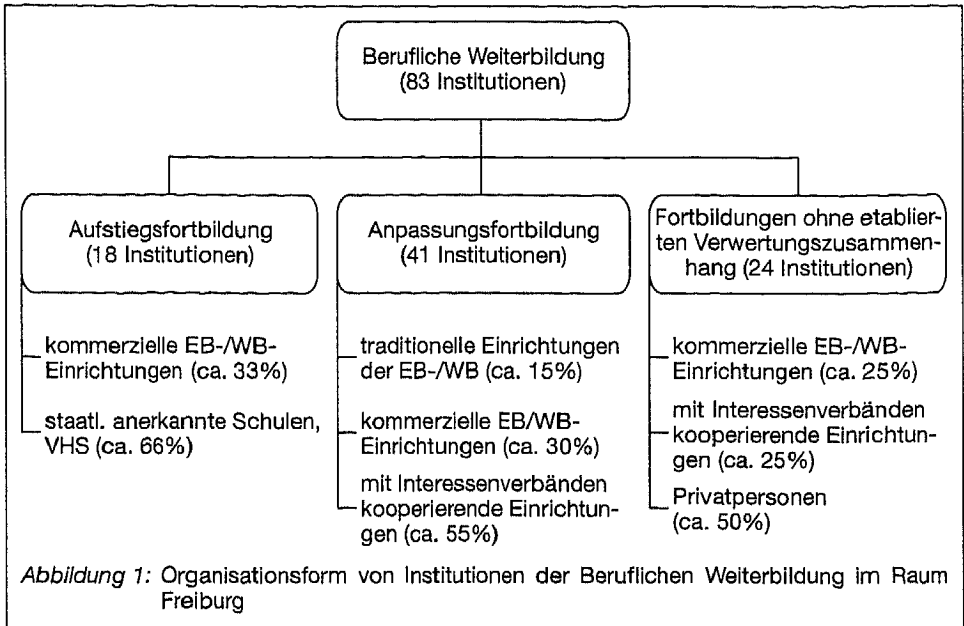 Berufliche Weiterbildung
(83 Institutionen)
Aufstiegsfortbildung
(18 Institutionen)
kommerzielle EB-/WB-
Einrichtungen (ca. 33%)
staatl. anerkannte Schulen,
VHS (ca. 66%)
Anpassungsfortbildung
(41 Institutionen)
traditionelle Einrichtungen
der EB-/WB (ca. 15%)
kommerzielle EB/WB-
Einrichtungen (ca. 30%)
mit Interessenverbänden
kooperierende Einrichtun-
gen (ca. 55%)
Fortbildungen ohne etablier-
ten Verwertungszusammen-
hang (24 Institutionen)
kommerzielle EB-/WB-
Einrichtungen (ca. 25%)
mit Interessenverbänden
kooperierende Einrichtun-
gen (ca. 25%)
Privatpersonen
(ca. 50%)
Abbildung 1: Organisationsform von Institutionen der Beruflichen Weiterbildung im Raum
Freiburg